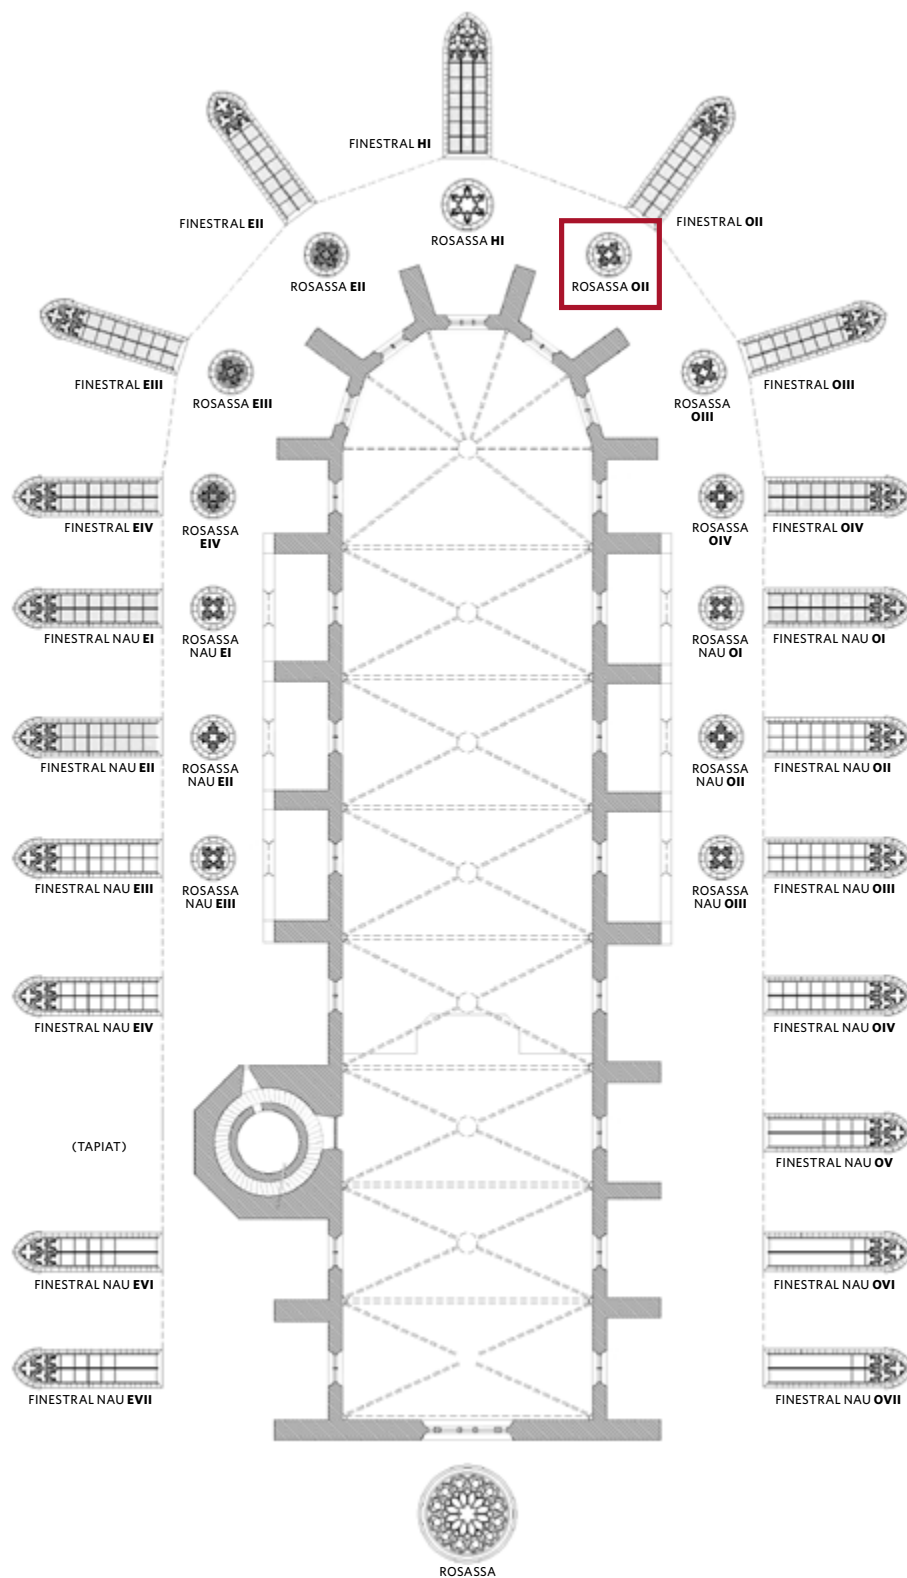 FINESTRAL HI
FINESTRAL EII
FINESTRAL OII
ROSASSA HI
ROSASSA EII
ROSASSA OII
FINESTRAL EIII
FINESTRAL OIII
ROSASSA EIII
ROSASSA
OIII
FINESTRAL EIV
ROSASSA
EIV
ROSASSA
OIV
FINESTRAL OIV
FINESTRAL NAU EI
ROSASSA
NAU EI
ROSASSA
NAU OI
FINESTRAL NAU OI
FINESTRAL NAU EII
ROSASSA
NAU EII
ROSASSA
NAU OII
FINESTRAL NAU OII
FINESTRAL NAU EIII
ROSASSA
NAU EIII
ROSASSA
NAU OIII
FINESTRAL NAU OIII
FINESTRAL NAU EIV
FINESTRAL NAU OIV
(TAPIAT)
FINESTRAL NAU OV
FINESTRAL NAU EVI
FINESTRAL NAU OVI
FINESTRAL NAU EVII
FINESTRAL NAU OVII
ROSASSA